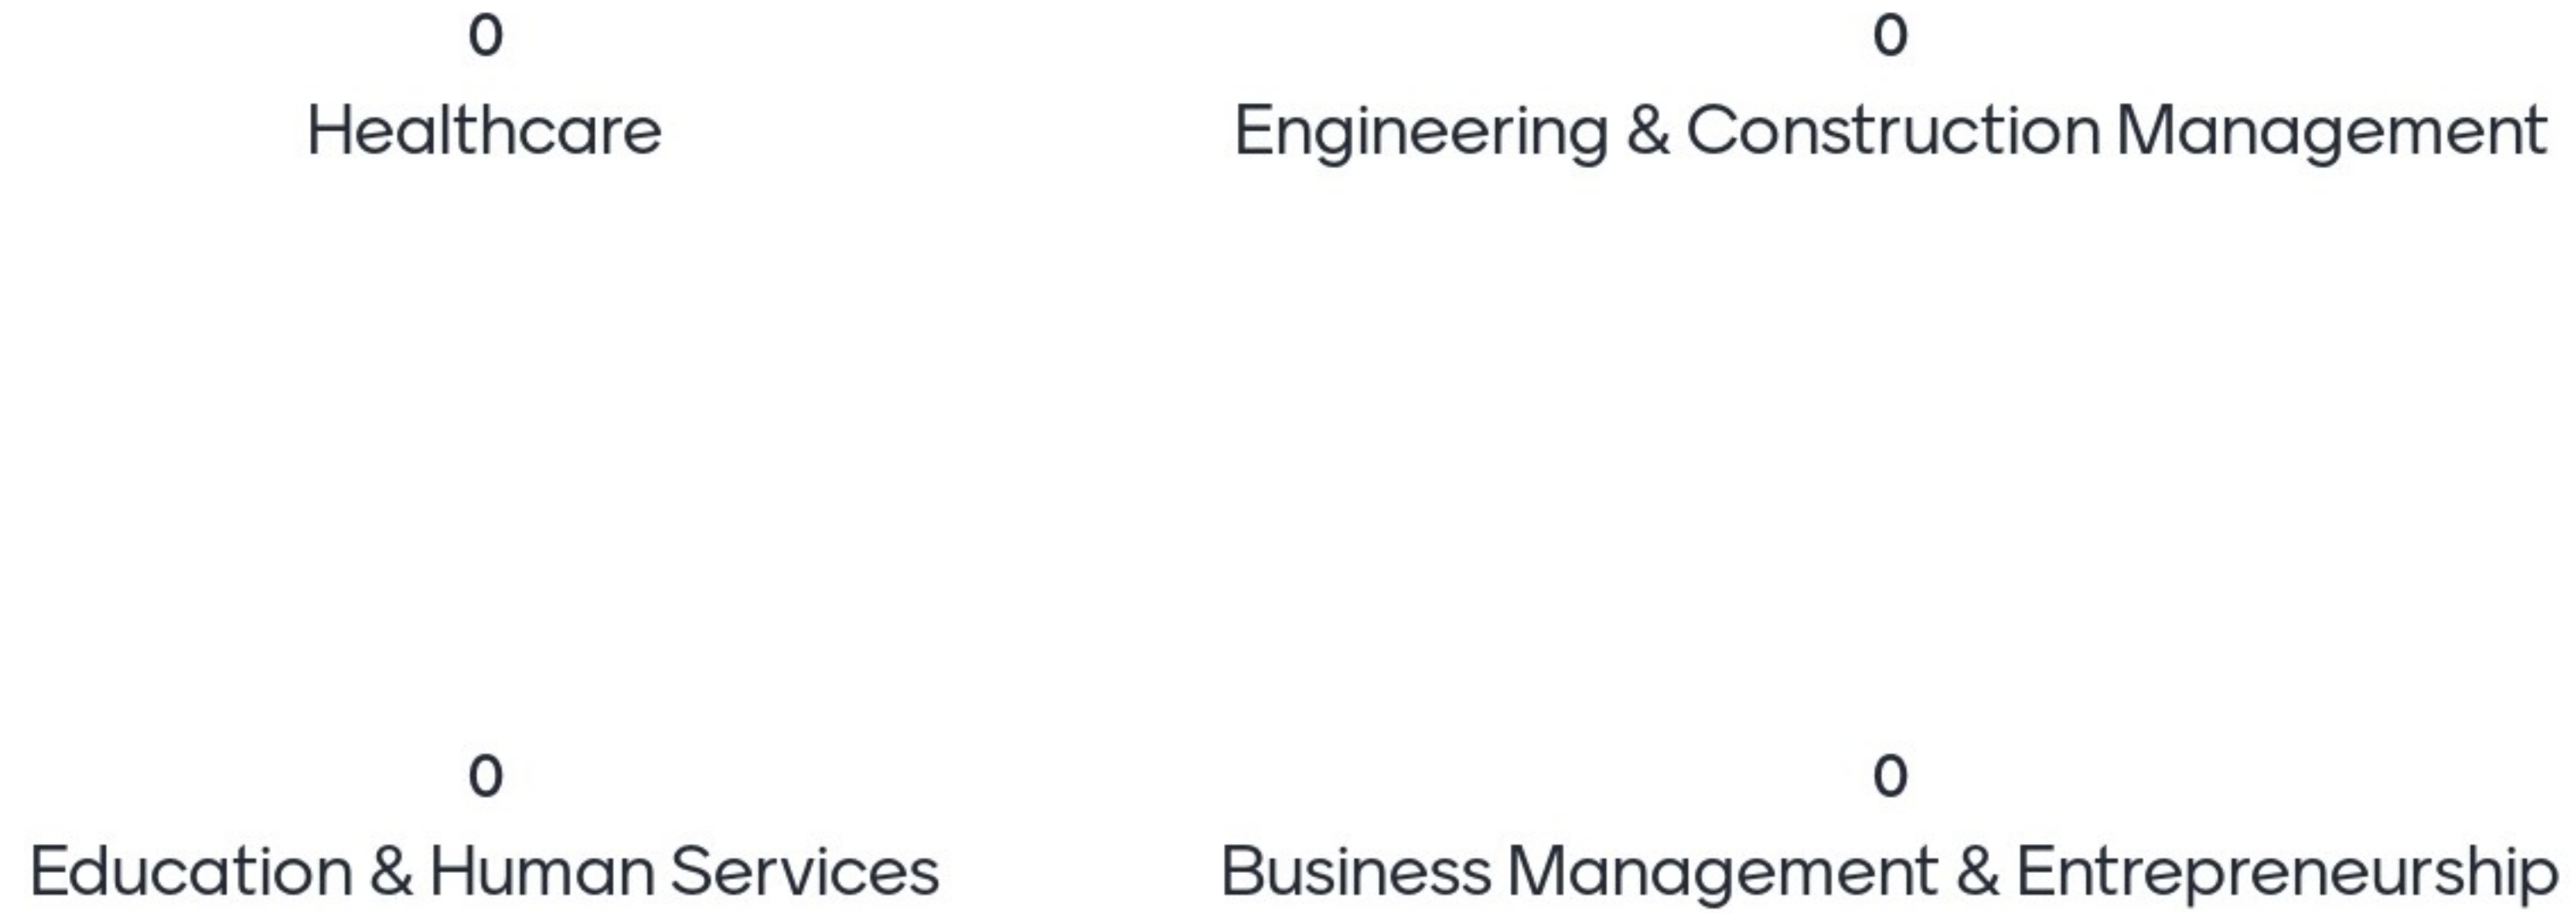 0
Healthcare
0
Engineering & Construction Management
0
Education & Human Services
0
Business Management & Entrepreneurship